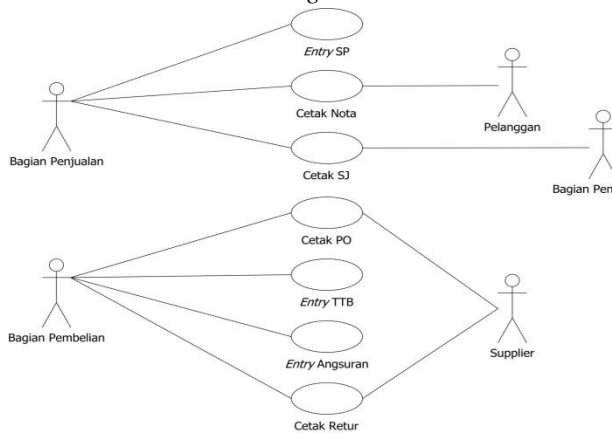 Entry SP
Cetak Nota
Pelanggan
Bagian Penjualan
Cetak SJ
Bagian
Cetak PO
Entry TTB
Bagian Pembelian
Supplier
Entry Angsuran
Cetak Retur